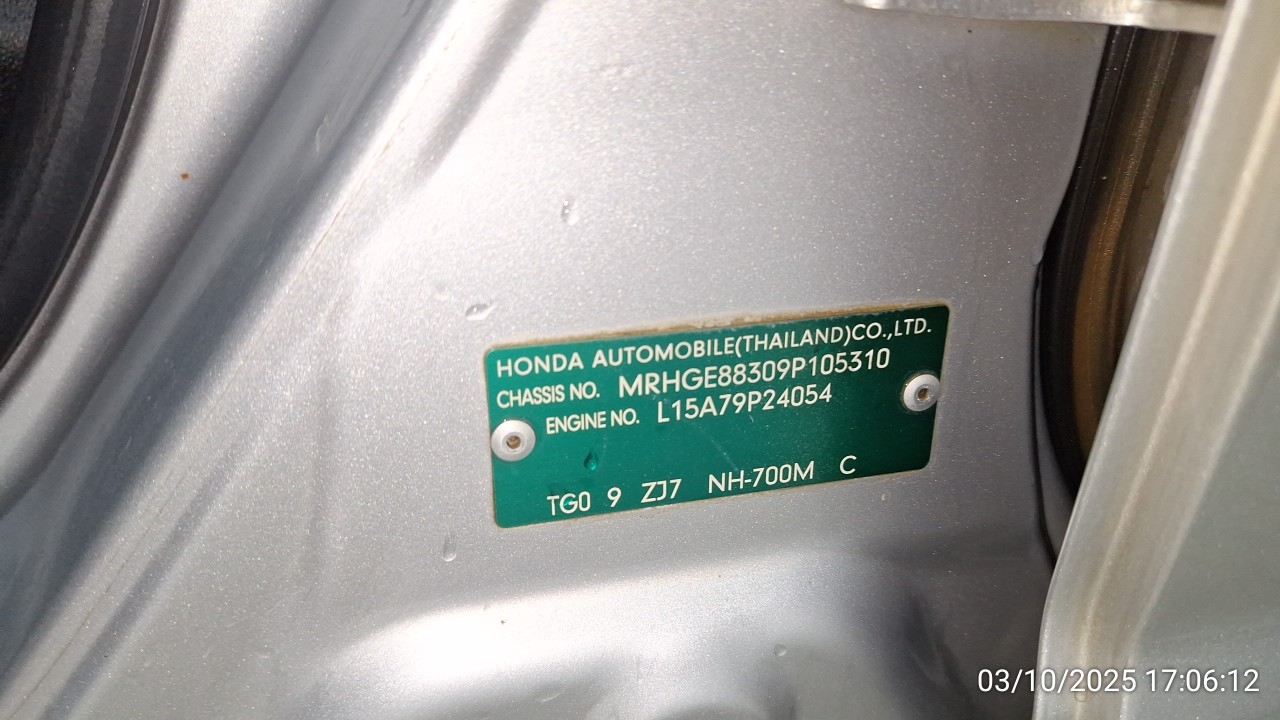 HONDA AUTOMOBILE(THAILAND)CO.,LTD.
CHASSIS NO. MRHGE88309P105310
ENGINE NO. L15A79P24054
TG0 9 ZJ7 NH-700M C
03/10/2025 17:06:12